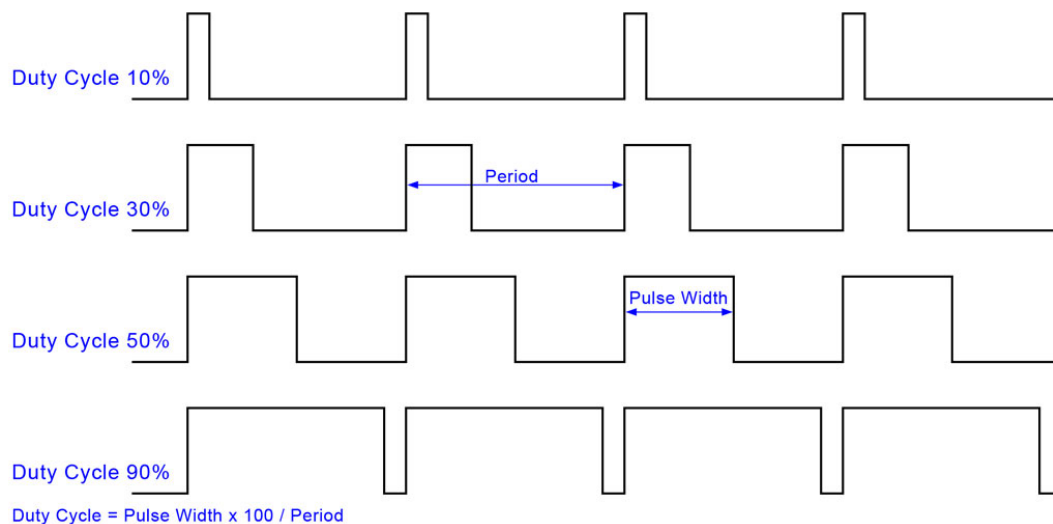 Duty Cycle 10%
Period
Duty Cycle 30%
Pulse Width
Duty Cycle 50%
Duty Cycle 90%
Duty Cycle = Pulse Width x 100 / Period